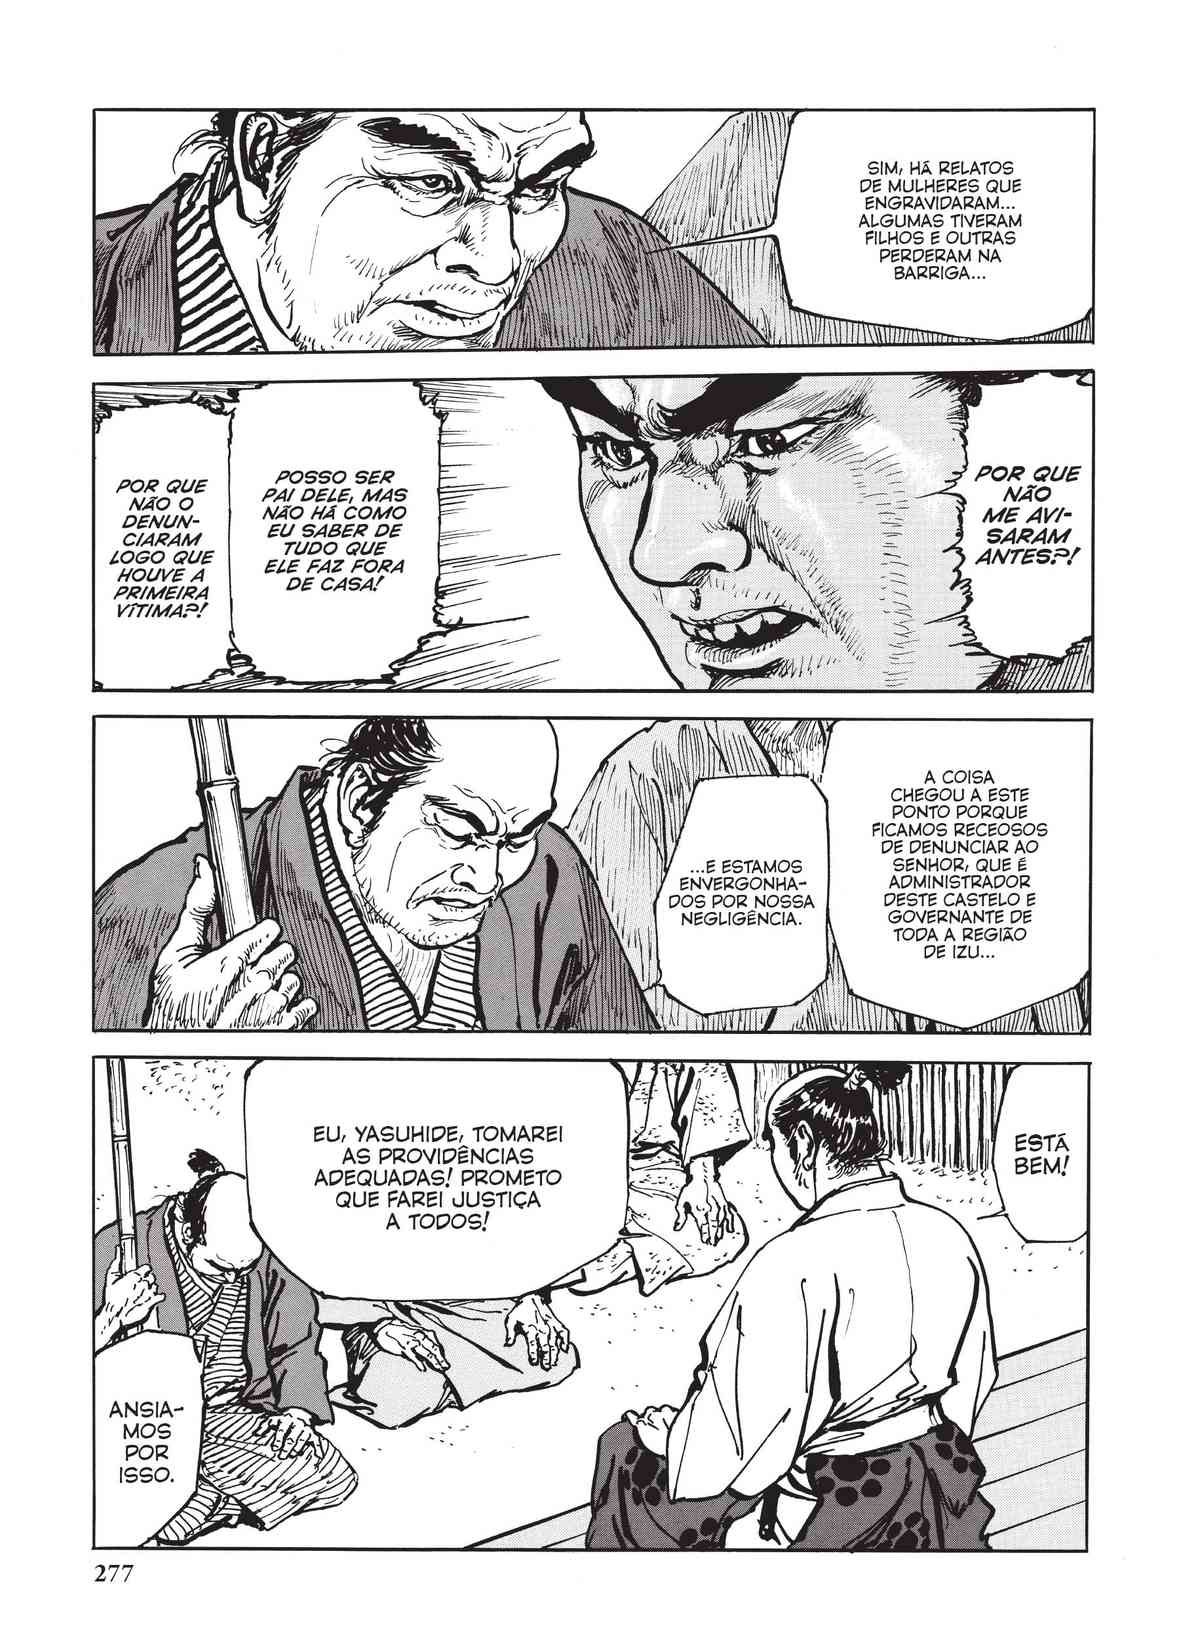 SIM, HÁ RELATOS
DE MULHERES QUE
ENGRAVIDARAM...
ALGUMAS TIVERAM
FILHOS E OUTRAS
PERDERAM NA
BARRIGA...
POR QUE
NÃO
ME AVI-
SARAM
ANTES?!
POSSO SER
PAI DELE, MAS
NÃO HÁ COMO
EU SABER DE
TUDO QUE
ELE FAZ FORA
DE CASA!
POR QUE
NÃO O
DENUN-
CIARAM
LOGO QUE
HOUVE A
PRIMEIRA
VÍTIMA?!
A COISA
CHEGOU A ESTE
PONTO PORQUE
FICAMOS RECEOSOS
DE DENUNCIAR AO
SENHOR, QUE É
ADMINISTRADOR
DESTE CASTELO E
GOVERNANTE DE
TODA A REGIÃO
DE IZU...
...E ESTAMOS
ENVERGONHA-
DOS POR NOSSA
NEGLIGÊNCIA.
ESTÁ
BEM!
EU, YASUHIDE, TOMAREI
AS PROVIDÊNCIAS
ADEQUADAS! PROMETO
QUE FAREI JUSTIÇA
A TODOS!
ANSIA-
MOS
POR
ISSO.
277